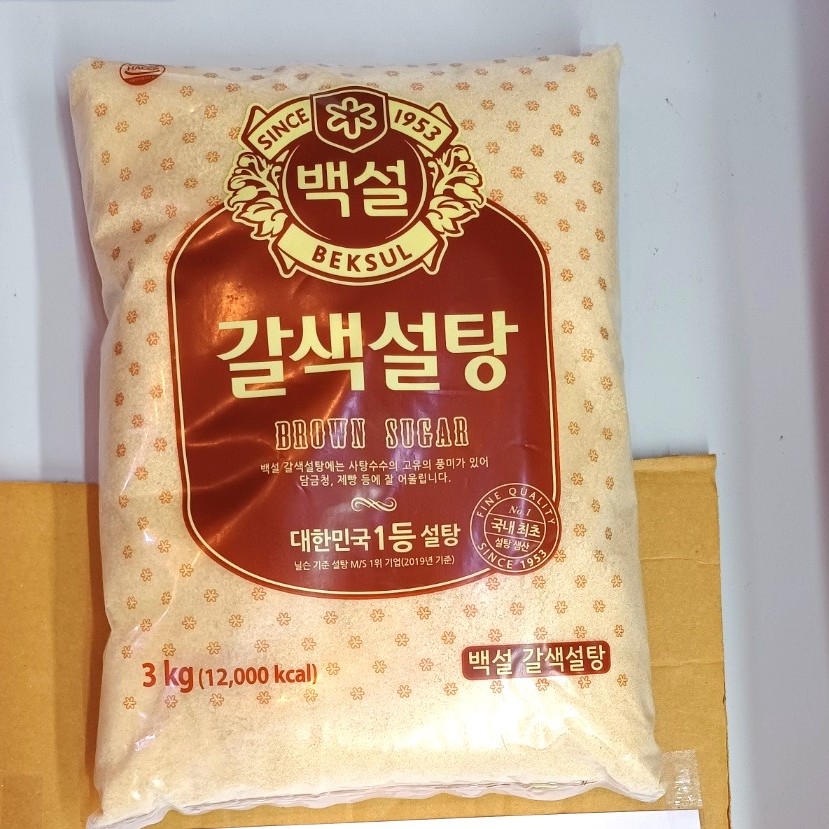 HACCP
SINCE 1953
백설
BEKSUL
갈색설탕
BROWN SUGAR
백설 갈색설탕에는 사탕수수의 고유의 풍미가 있어
담금청, 제빵 등에 잘 어울립니다.
대한민국 1등 설탕
닐슨 기준 설탕 M/S 1위 기업(2019년 기준)
FINE QUALITY
No.1
국내 최초
설탕 생산
SINCE 1953
3 kg (12,000 kcal)
백설 갈색설탕